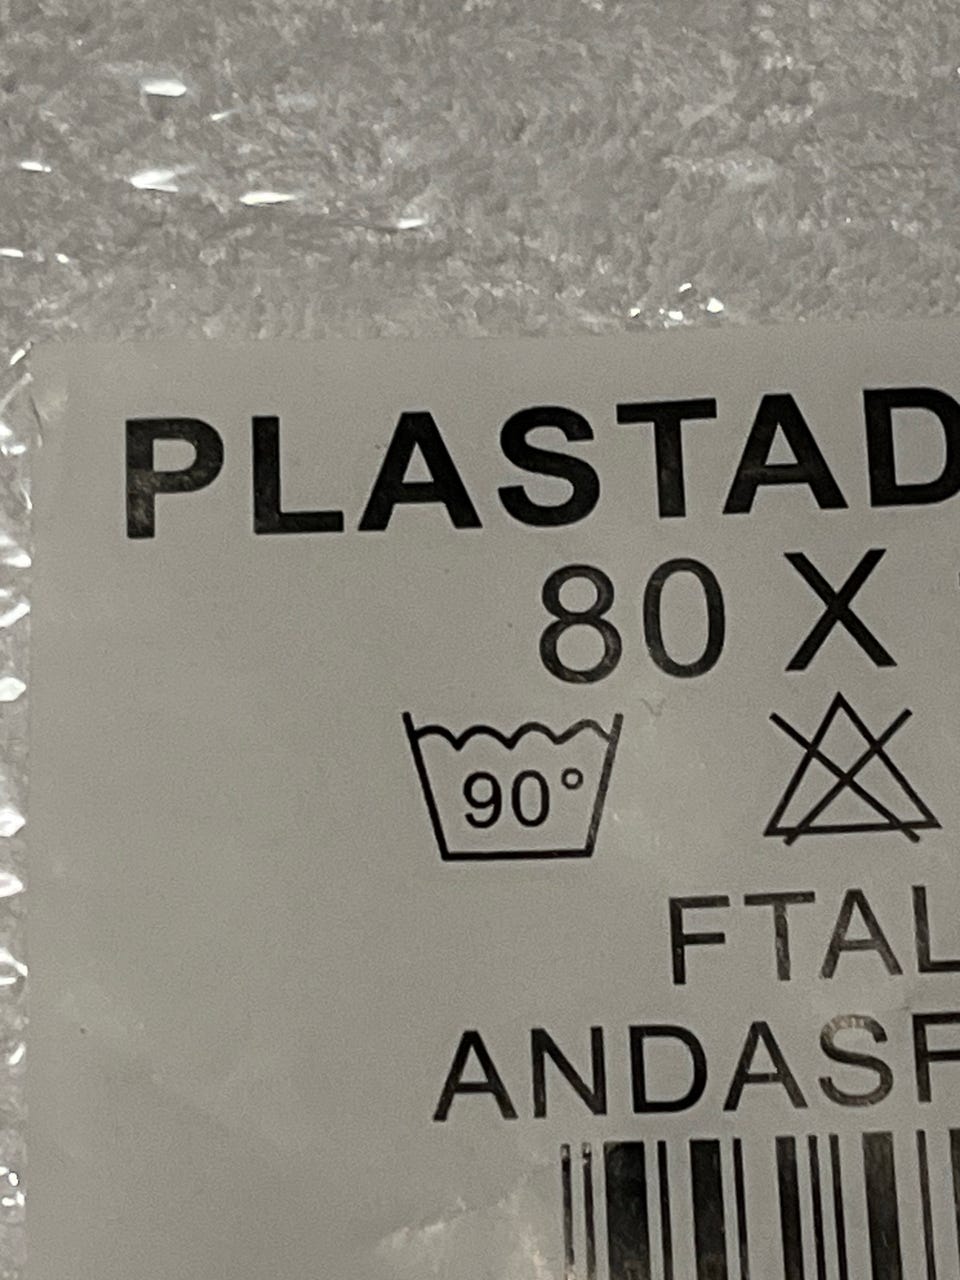 PLASTAD
80 X
90°
FTAL
ANDASF